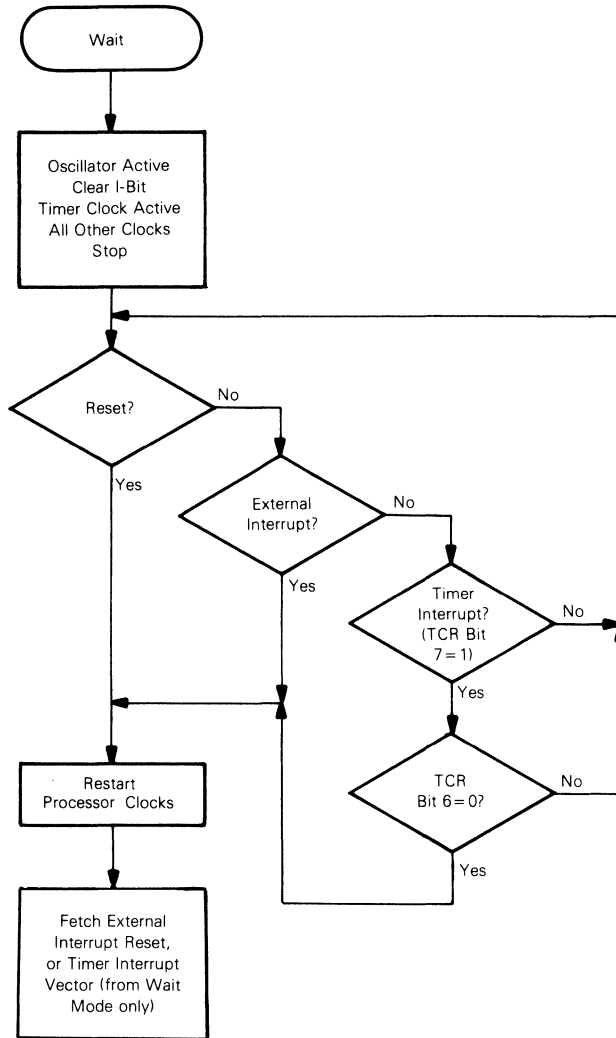 Wait
Oscillator Active
Clear I-Bit
Timer Clock Active
All Other Clocks
Stop
Reset?
No
Yes
External
Interrupt?
No
Yes
Timer
Interrupt?
(TCR Bit
7=1)
No
Yes
TCR
Bit 6=0?
No
Yes
Restart
Processor Clocks
Fetch External
Interrupt Reset,
or Timer Interrupt
Vector (from Wait
Mode only)